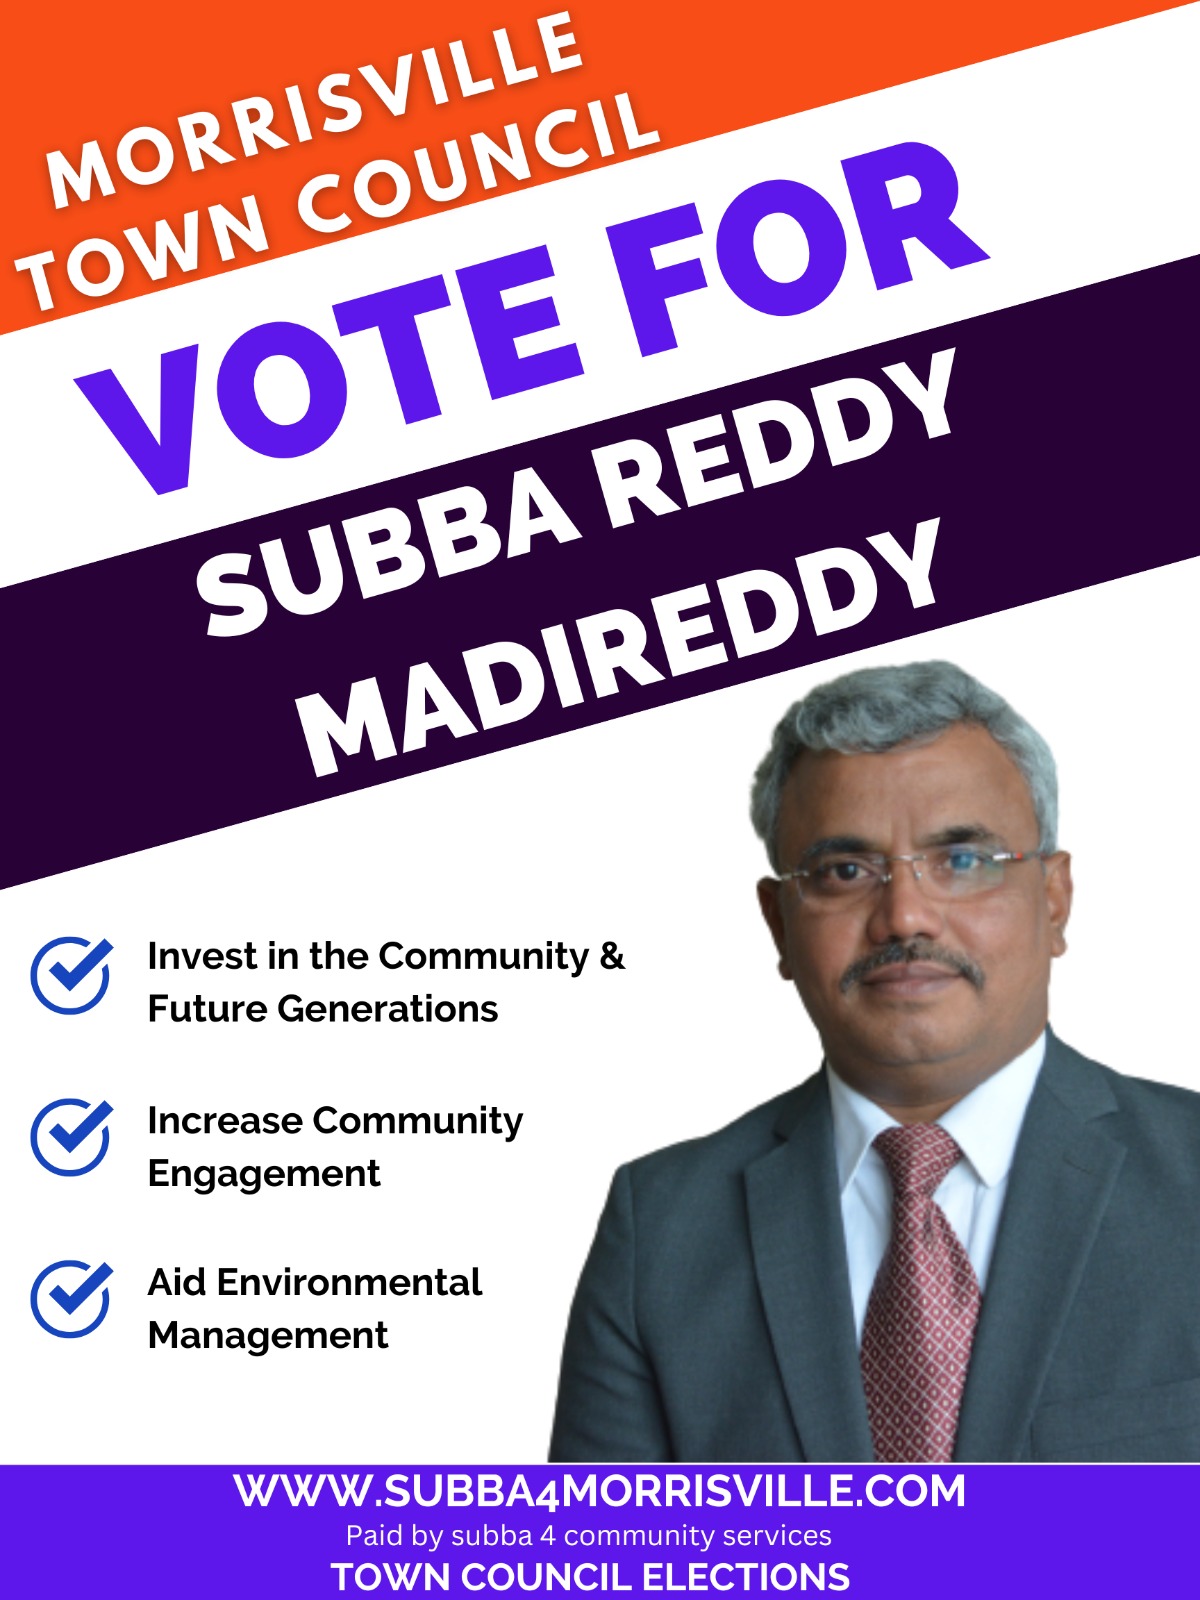 MORRISVILLE
TOWN COUNCIL
VOTE FOR
SUBBA REDDY
MADIREDDY
Invest in the Community &
Future Generations
Increase Community
Engagement
Aid Environmental
Management
WWW.SUBBA4MORRISVILLE.COM
Paid by subba 4 community services
TOWN COUNCIL ELECTIONS